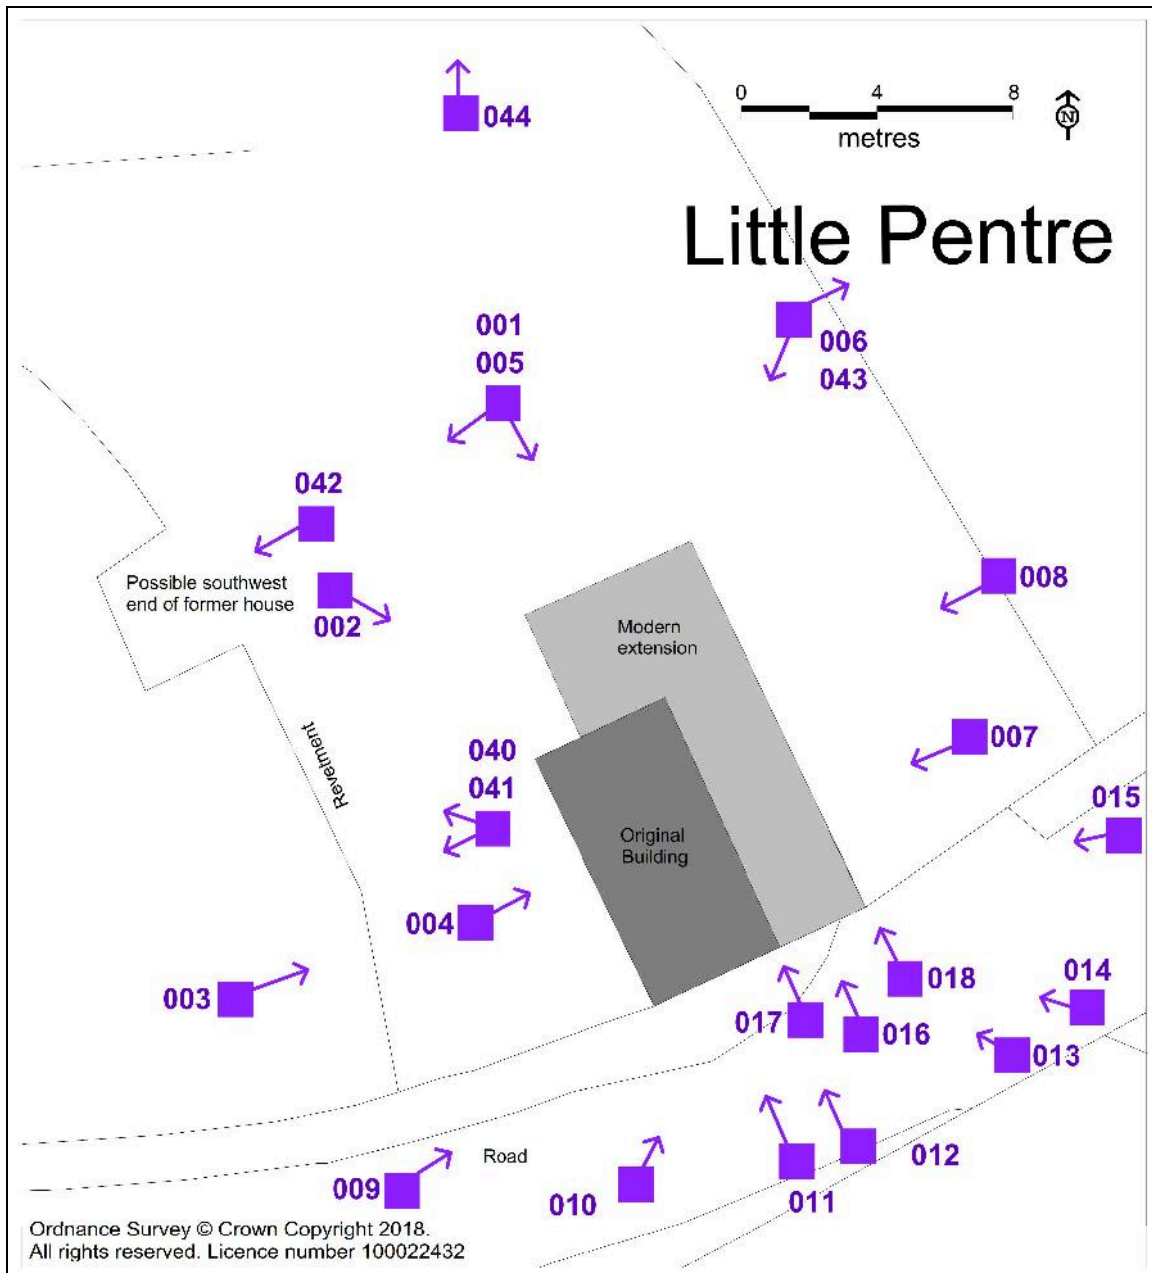 044
0 4 8
metres
N
Little Pentre
001
005
006
043
042
Possible southwest
end of former house
002
008
Modern
extension
Revetment
040
041
007
015
Original
Building
004
003
018
014
017
016
013
Road
009
010
011
012
Ordnance Survey © Crown Copyright 2018.
All rights reserved. Licence number 100022432